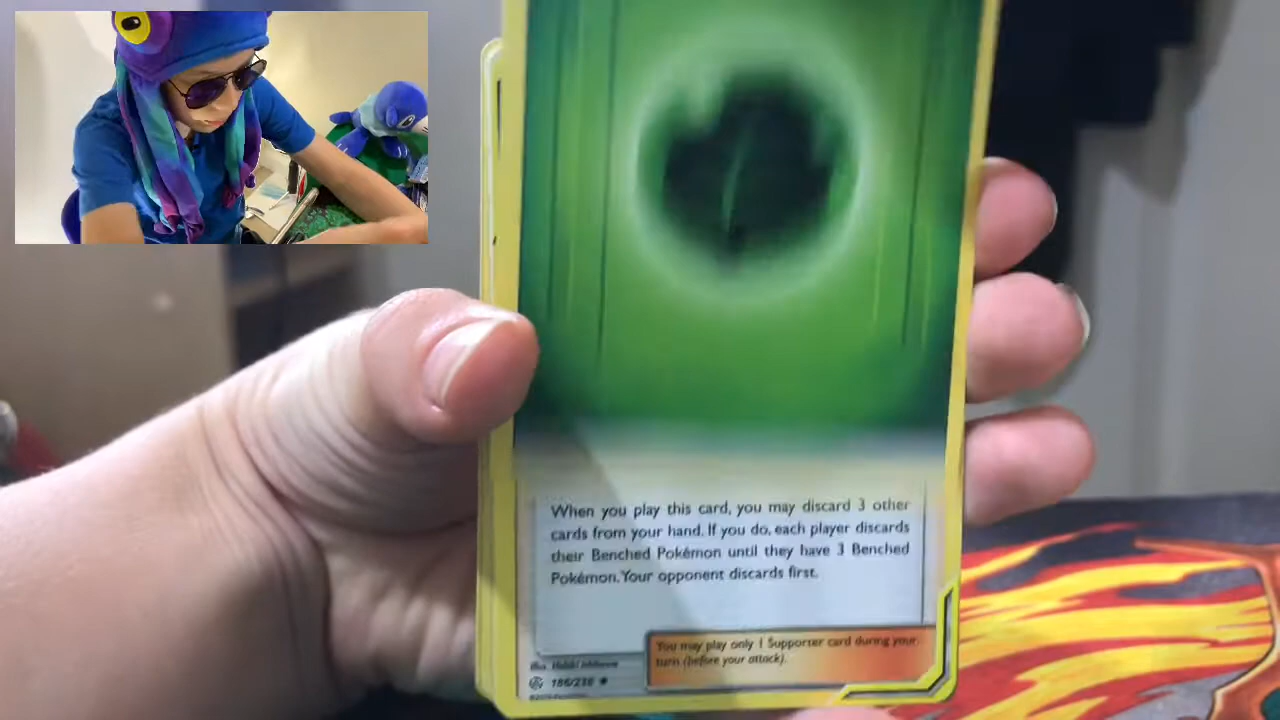 When you play this card, you may discard 3 other
cards from your hand. If you do, each player discards
their Benched Pokémon until they have 3 Benched
Pokémon. Your opponent discards first.
You may play only 1 Supporter card during your
turn (before your attack).
Illus.
186/236